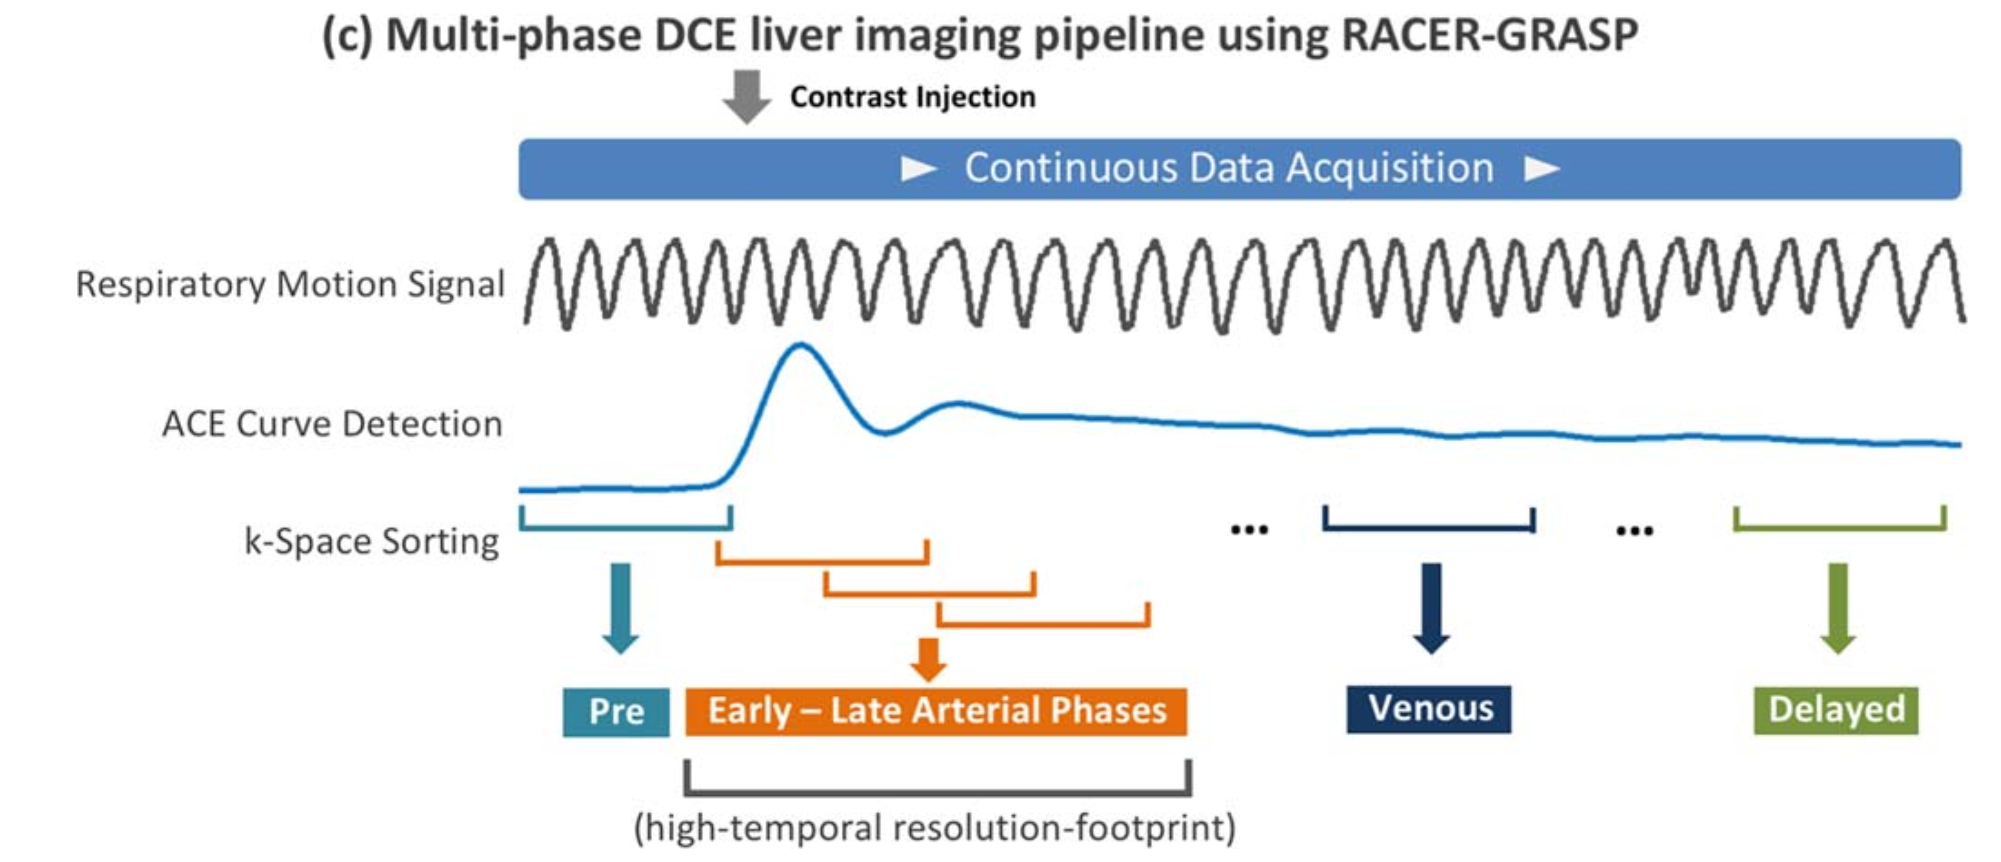 (c) Multi-phase DCE liver imaging pipeline using RACER-GRASP
Contrast Injection
Continuous Data Acquisition
Respiratory Motion Signal
ACE Curve Detection
k-Space Sorting
... ...
Pre Early – Late Arterial Phases Venous Delayed
(high-temporal resolution-footprint)